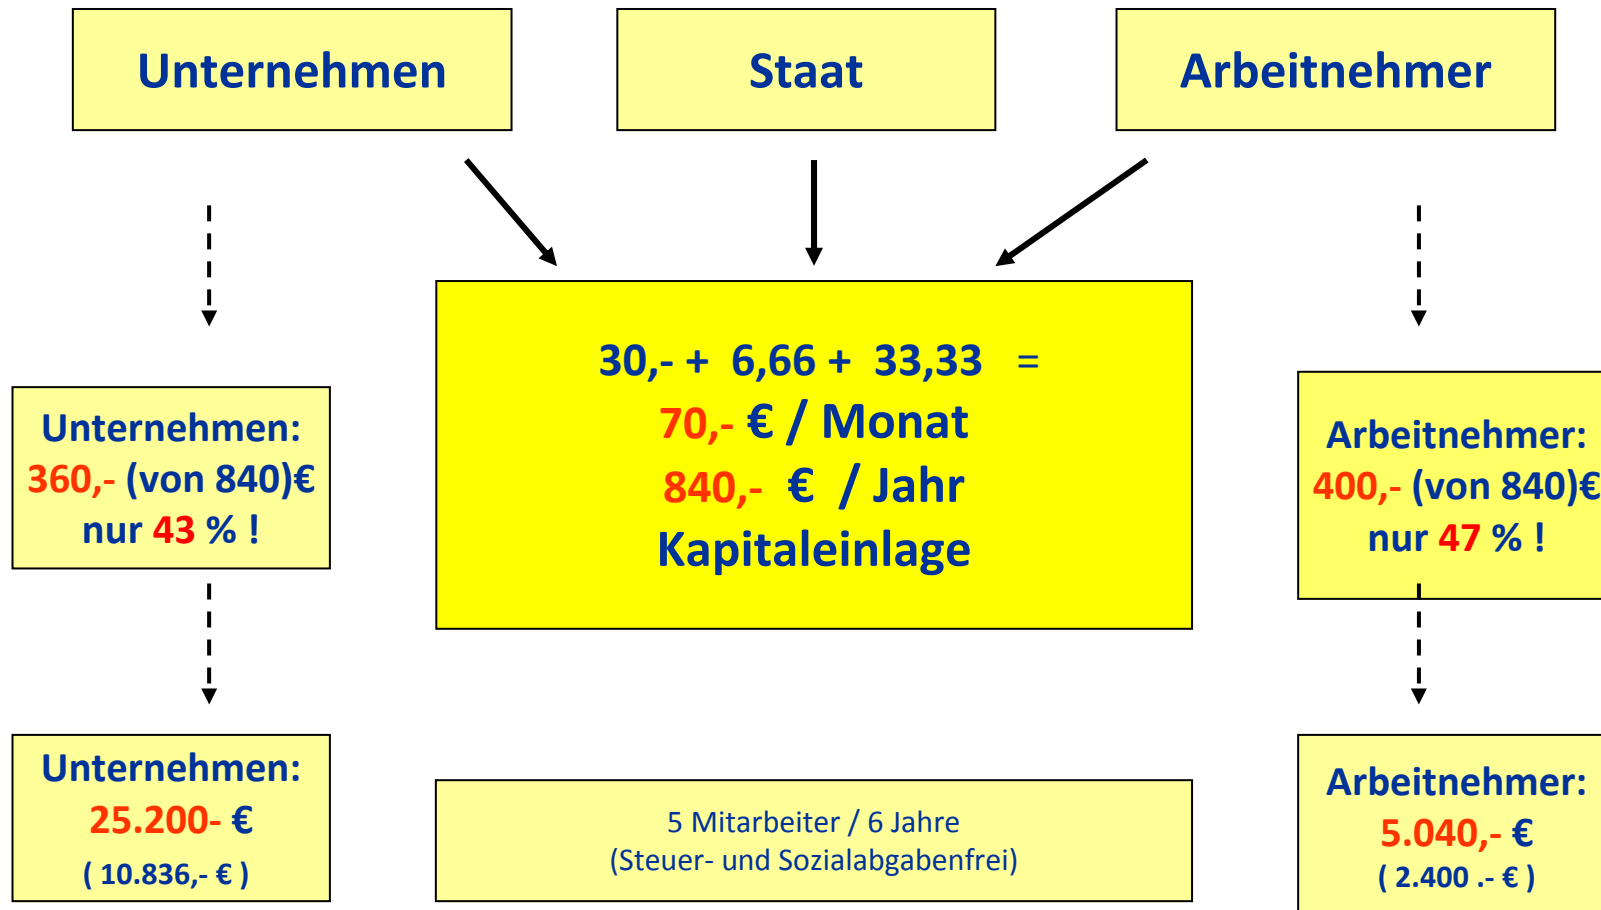 Unternehmen
Staat
Arbeitnehmer
30,- + 6,66 + 33,33 =
70,- € / Monat
840,- € / Jahr
Kapitaleinlage
Unternehmen:
360,- (von 840)€
nur 43 % !
Arbeitnehmer:
400,- (von 840)€
nur 47 % !
Unternehmen:
25.200- €
( 10.836,- € )
5 Mitarbeiter / 6 Jahre
(Steuer- und Sozialabgabenfrei)
Arbeitnehmer:
5.040,- €
( 2.400 .- € )